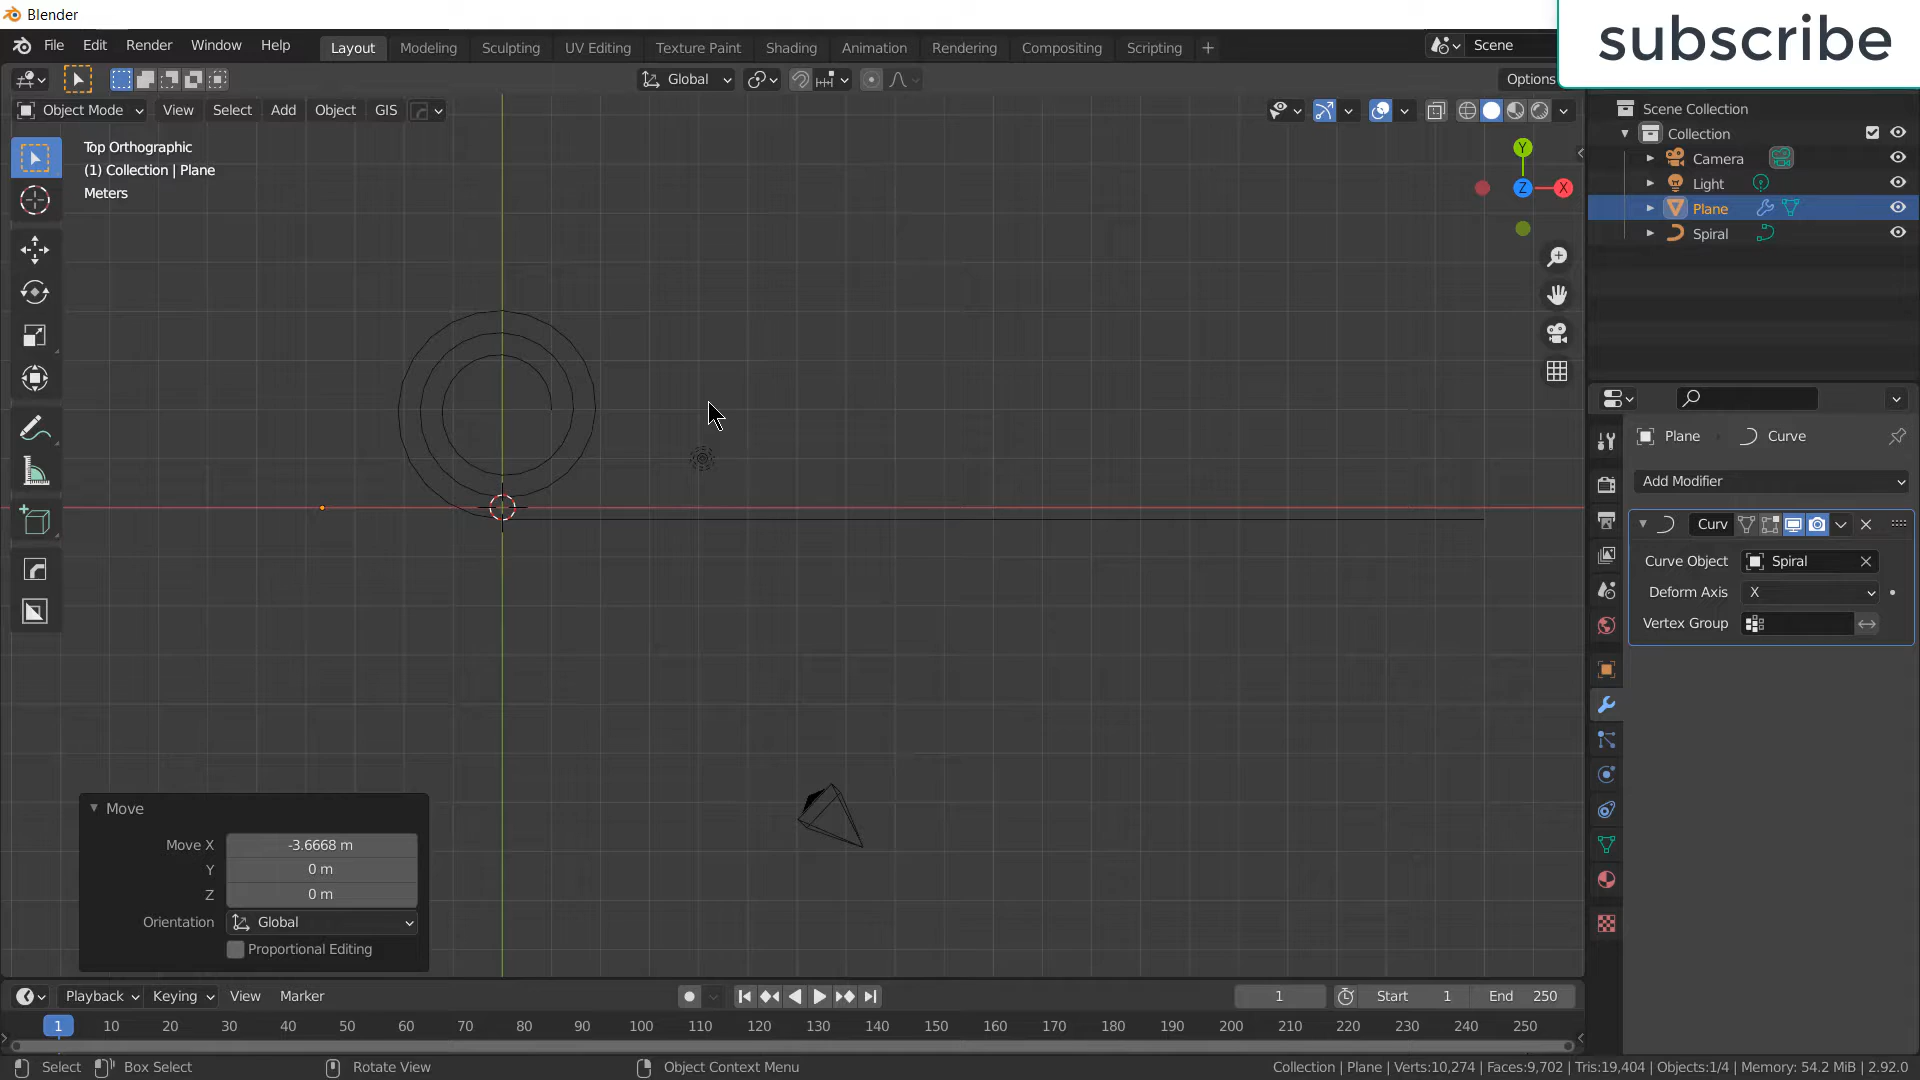 Blender
subscribe
File Edit Render Window Help
Layout Modeling Sculpting UV Editing Texture Paint Shading Animation Rendering Compositing Scripting +
Scene
Global
Options
Object Mode View Select Add Object GIS
Top Orthographic
(1) Collection | Plane
Meters
Y
Z
X
Scene Collection
Collection
Camera
Light
Plane
Spiral
Plane Curve
Add Modifier
Curv
Curve Object Spiral
Deform Axis X
Vertex Group
Move
Move X -3.6668 m
Y 0 m
Z 0 m
Orientation Global
Proportional Editing
Playback Keying View Marker
1 Start 1 End 250
1 10 20 30 40 50 60 70 80 90 100 110 120 130 140 150 160 170 180 190 200 210 220 230 240 250
Select Box Select Rotate View Object Context Menu
Collection | Plane | Verts:10,274 | Faces:9,702 | Tris:19,404 | Objects:1/4 | Memory: 54.2 MiB | 2.92.0